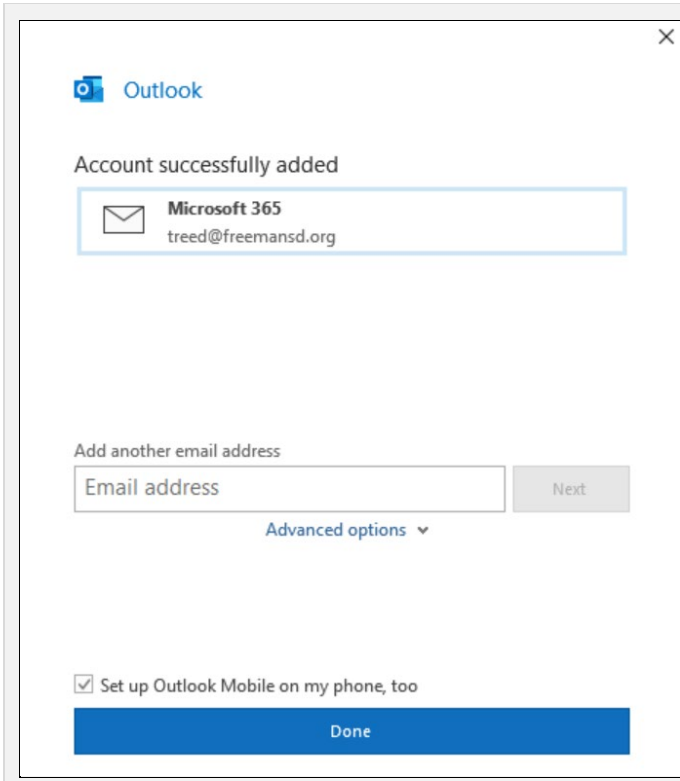 Outlook
Account successfully added
Microsoft 365
treed@freemansd.org
Add another email address
Email address
Next
Advanced options
Set up Outlook Mobile on my phone, too
Done